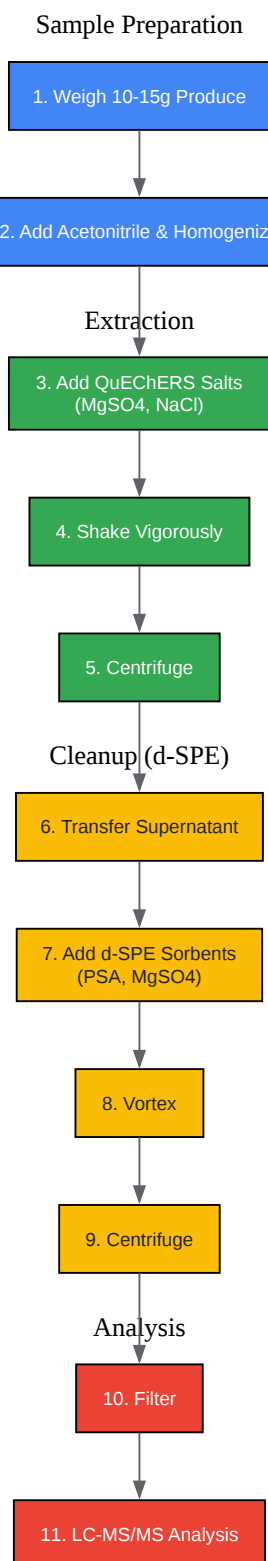 Sample Preparation
1. Weigh 10-15g Produce
2. Add Acetonitrile & Homogeniz
Extraction
3. Add QuEChERS Salts
(MgSO4, NaCl)
4. Shake Vigorously
5. Centrifuge
Cleanup (d-SPE)
6. Transfer Supernatant
7. Add d-SPE Sorbents
(PSA, MgSO4)
8. Vortex
9. Centrifuge
Analysis
10. Filter
11. LC-MS/MS Analysis